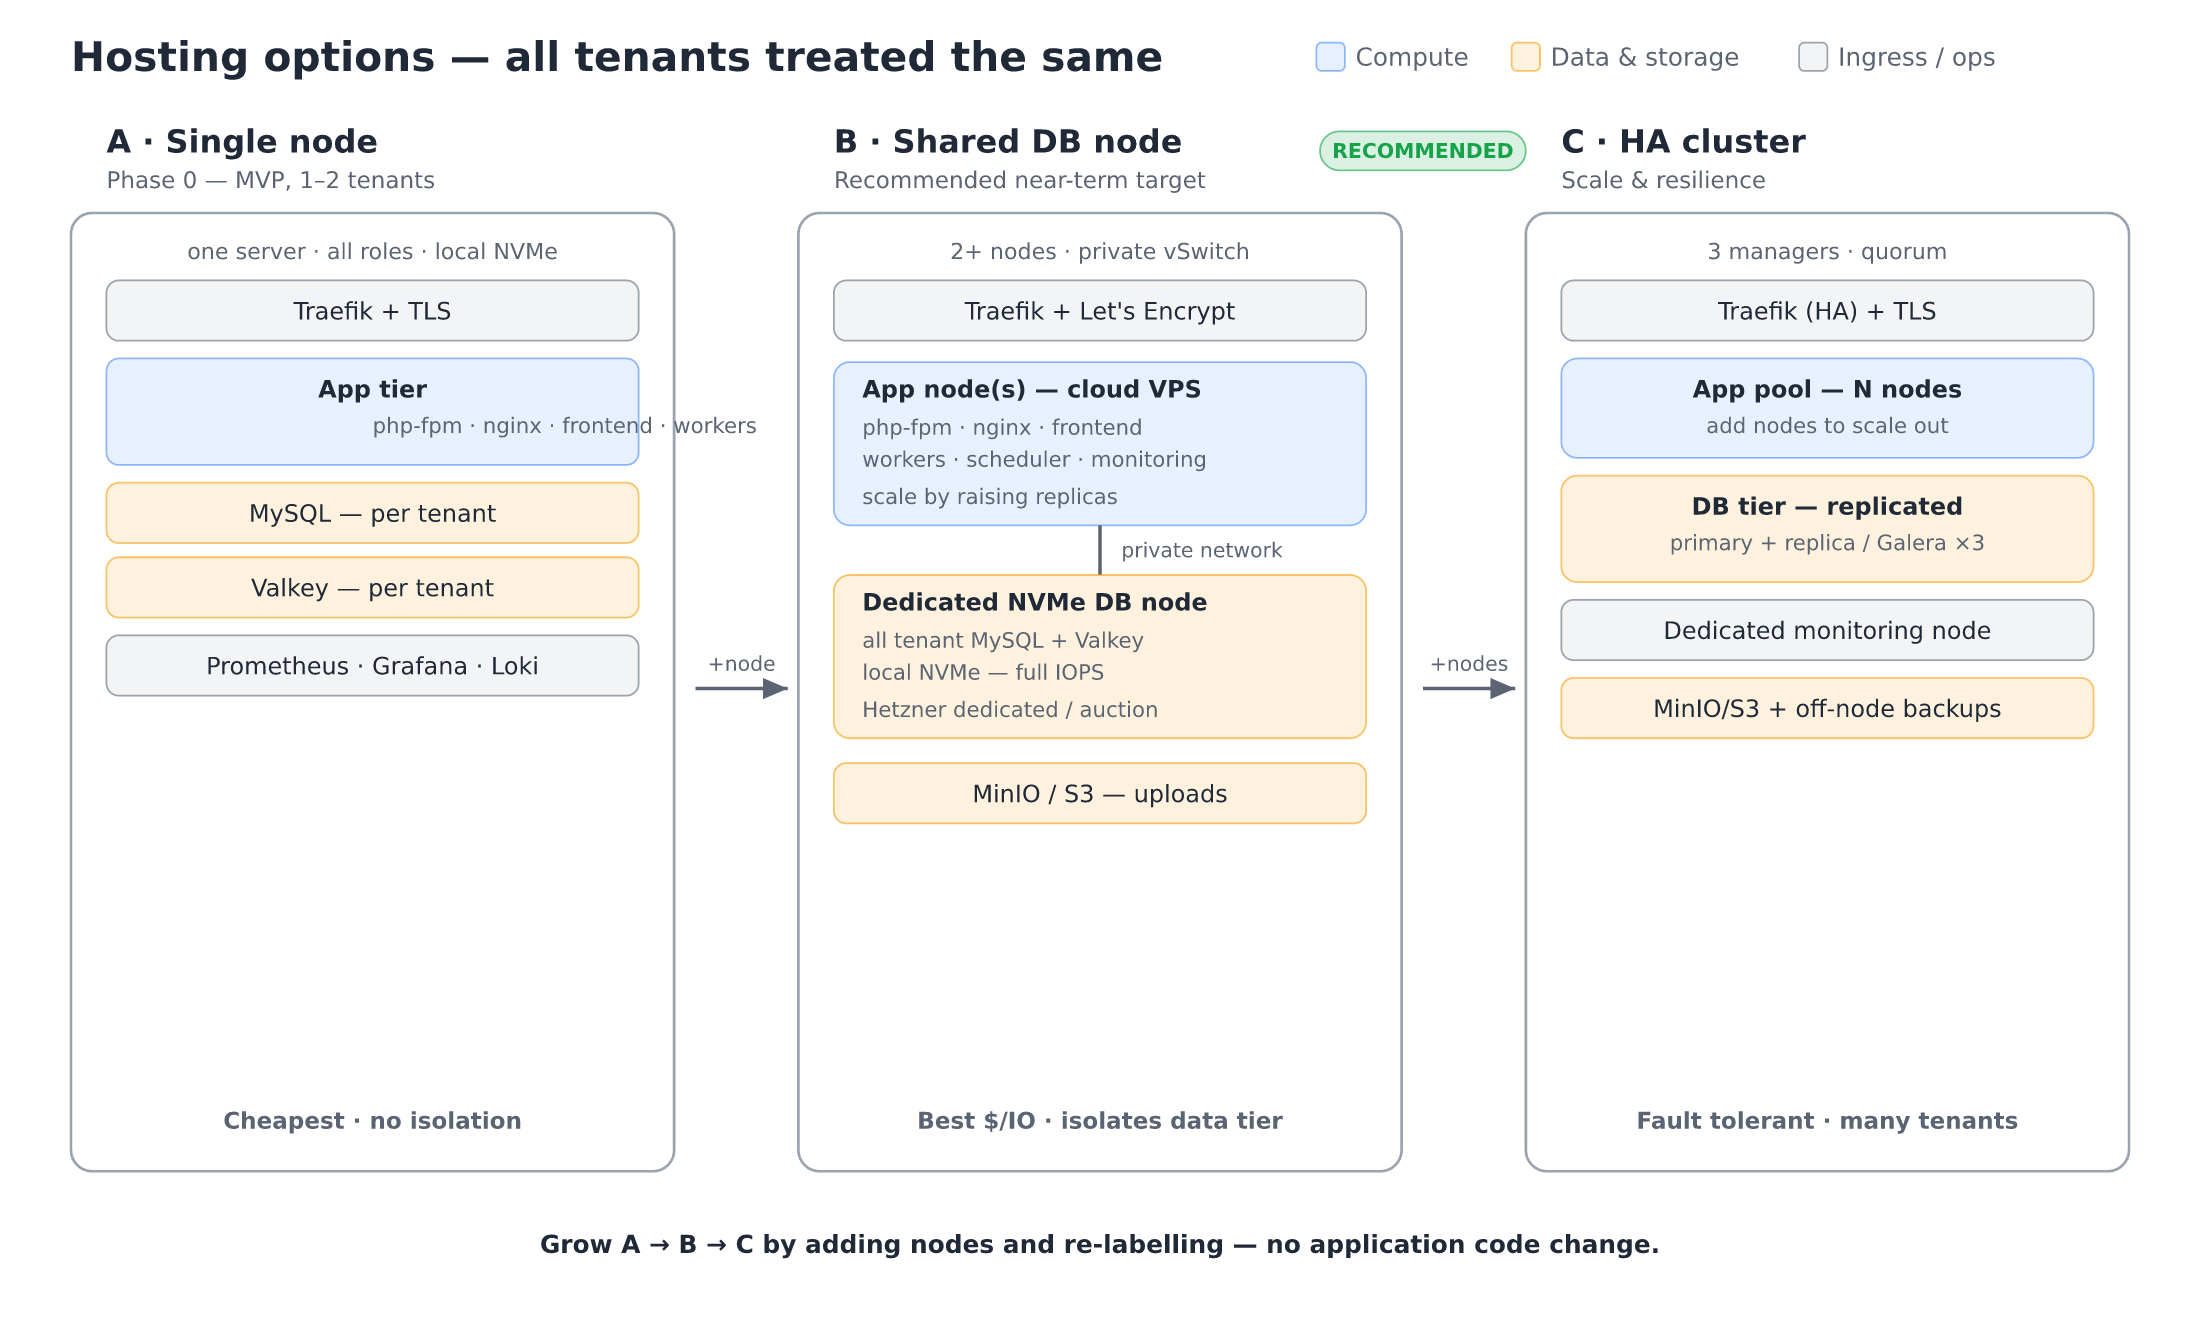 Hosting options — all tenants treated the same
Compute
Data & storage
Ingress / ops
A · Single node
Phase 0 — MVP, 1–2 tenants
one server · all roles · local NVMe
Traefik + TLS
App tier
php-fpm · nginx · frontend · workers
MySQL — per tenant
Valkey — per tenant
Prometheus · Grafana · Loki
Cheapest · no isolation
+node
B · Shared DB node
Recommended near-term target
RECOMMENDED
2+ nodes · private vSwitch
Traefik + Let's Encrypt
App node(s) — cloud VPS
php-fpm · nginx · frontend
workers · scheduler · monitoring
scale by raising replicas
private network
Dedicated NVMe DB node
all tenant MySQL + Valkey
local NVMe — full IOPS
Hetzner dedicated / auction
MinIO / S3 — uploads
Best $/IO · isolates data tier
+nodes
C · HA cluster
Scale & resilience
3 managers · quorum
Traefik (HA) + TLS
App pool — N nodes
add nodes to scale out
DB tier — replicated
primary + replica / Galera ×3
Dedicated monitoring node
MinIO/S3 + off-node backups
Fault tolerant · many tenants
Grow A → B → C by adding nodes and re-labelling — no application code change.